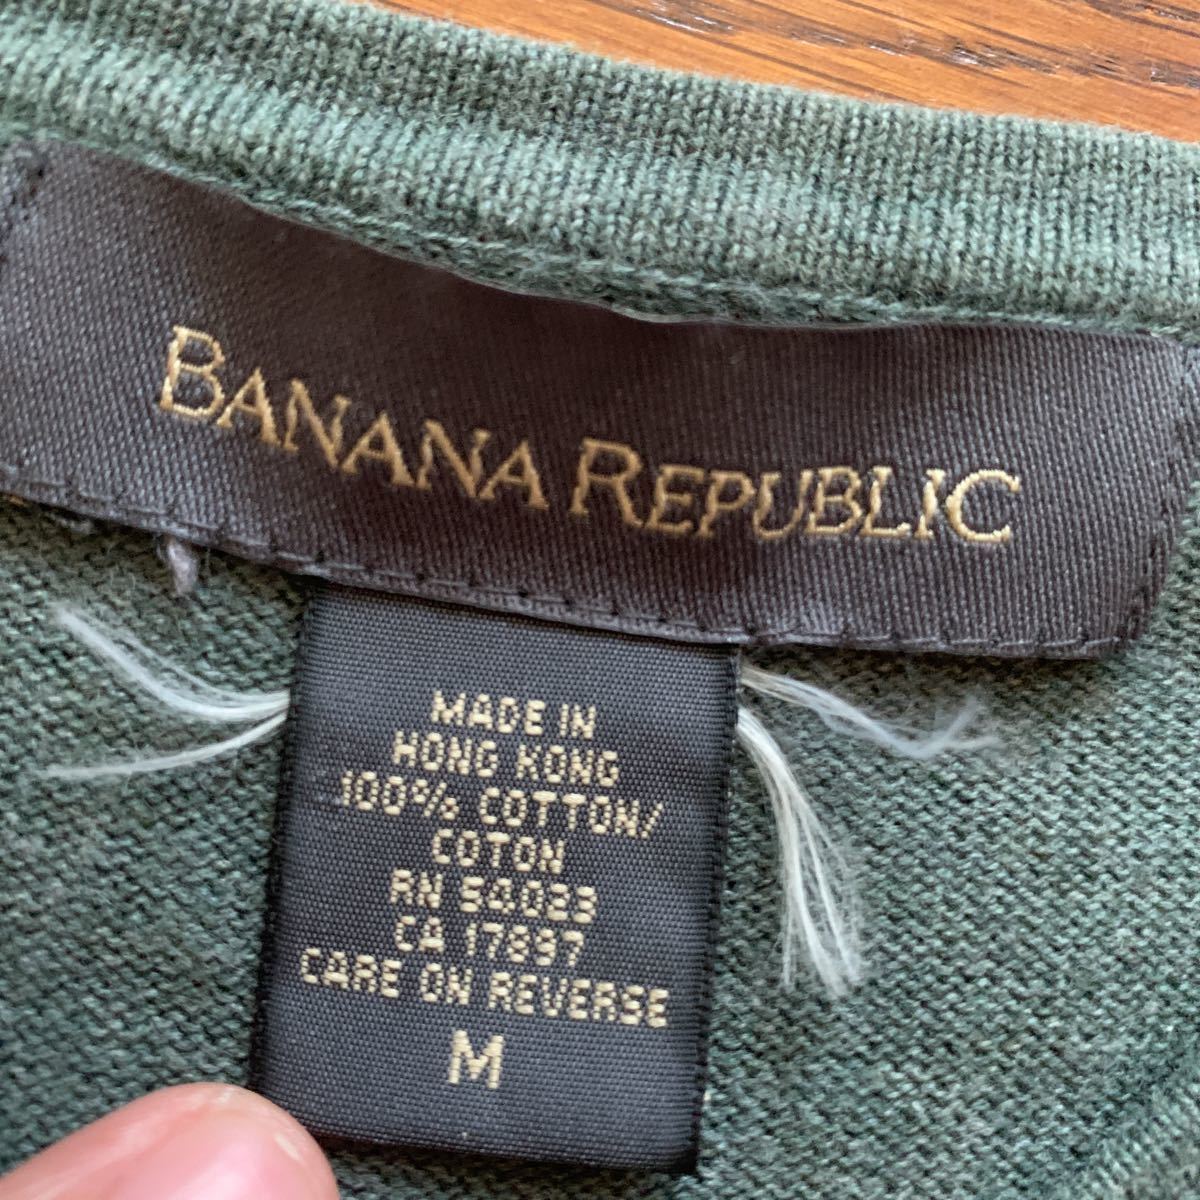 BANANA REPUBLIC
MADE IN
HONG KONG
100% COTTON/
COTON
RN 54023
CA 17897
CARE ON REVERSE
M